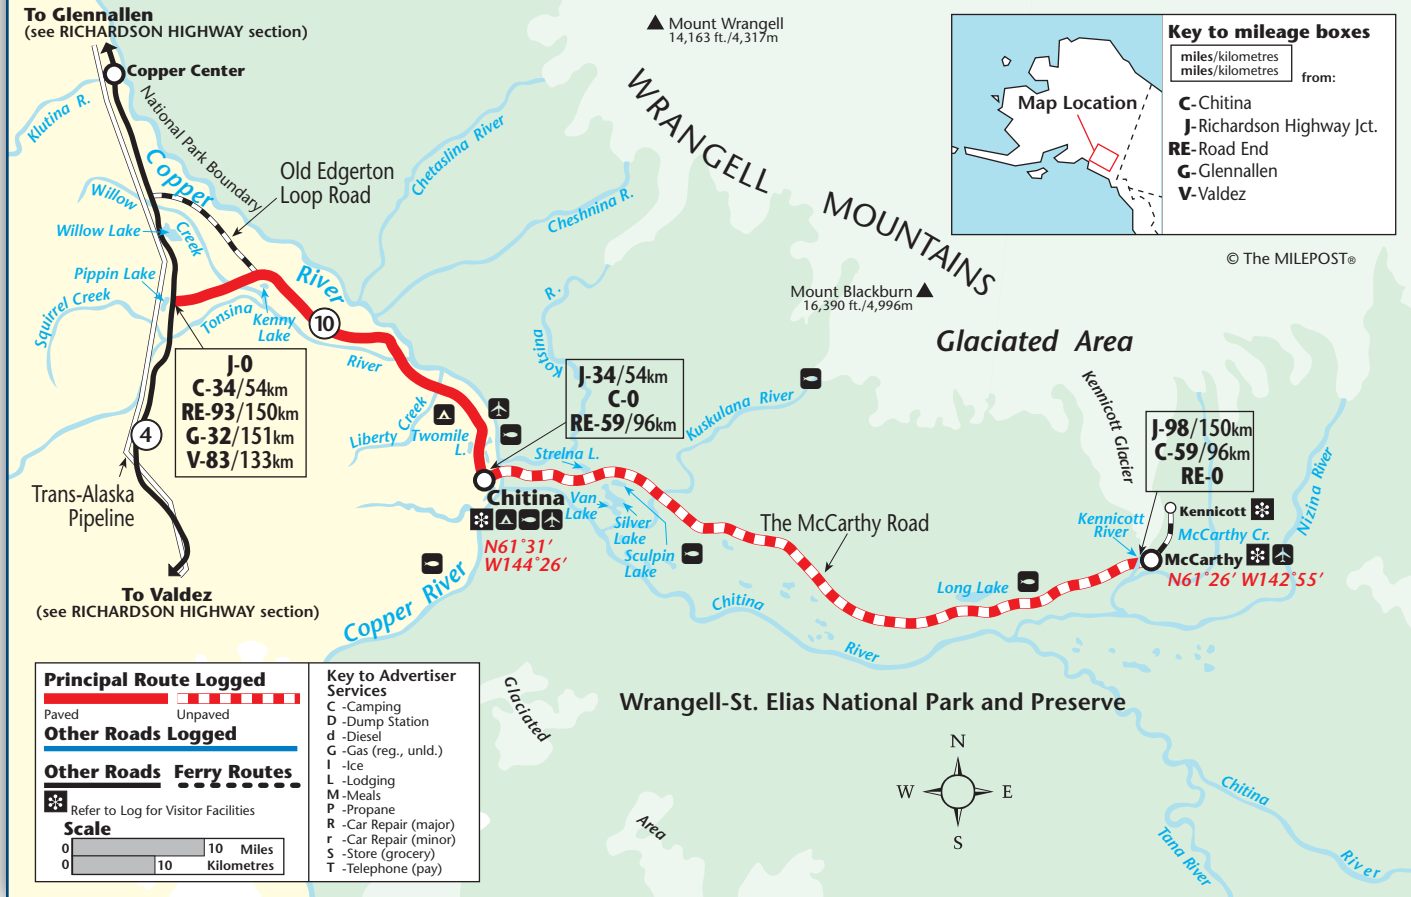 To Glennallen
(see RICHARDSON HIGHWAY section)
Copper Center
Klutina R.
National Park Boundary
Copper
River
Willow
Creek
Willow Lake
Old Edgerton
Loop Road
Pippin Lake
Squirrel Creek
Tonsina
River
Kenny
Lake
10
Chetaslina River
Cheshnina R.
Kotsina
R.
Mount Wrangell
14,163 ft./4,317m
WRANGELL
MOUNTAINS
Mount Blackburn
16,390 ft./4,996m
Glaciated Area
Map Location
Key to mileage boxes
miles/kilometres
miles/kilometres
from:
C-Chitina
J-Richardson Highway Jct.
RE-Road End
G-Glennallen
V-Valdez
© The MILEPOST®
J-0
C-34/54km
RE-93/150km
G-32/151km
V-83/133km
4
Trans-Alaska
Pipeline
To Valdez
(see RICHARDSON HIGHWAY section)
Liberty Creek
Twomile
L.
J-34/54km
C-0
RE-59/96km
Kuskulana River
Strelna L.
Chitina
N61°31′
W144°26′
Van
Lake
Silver
Lake
Sculpin
Lake
Copper River
The McCarthy Road
Chitina
River
Long Lake
Kennicott Glacier
J-98/150km
C-59/96km
RE-0
Kennicott
Kennicott
River
McCarthy Cr.
McCarthy
N61°26′ W142°55′
Nizina River
Wrangell-St. Elias National Park and Preserve
Glaciated
Area
N
W
E
S
Chitina
River
Tana River
Principal Route Logged
Paved
Unpaved
Other Roads Logged
Other Roads
Ferry Routes
Refer to Log for Visitor Facilities
Scale
0
10
Miles
0
10
Kilometres
Key to Advertiser
Services
C -Camping
D -Dump Station
d -Diesel
G -Gas (reg., unld.)
I -Ice
L -Lodging
M -Meals
P -Propane
R -Car Repair (major)
r -Car Repair (minor)
S -Store (grocery)
T -Telephone (pay)